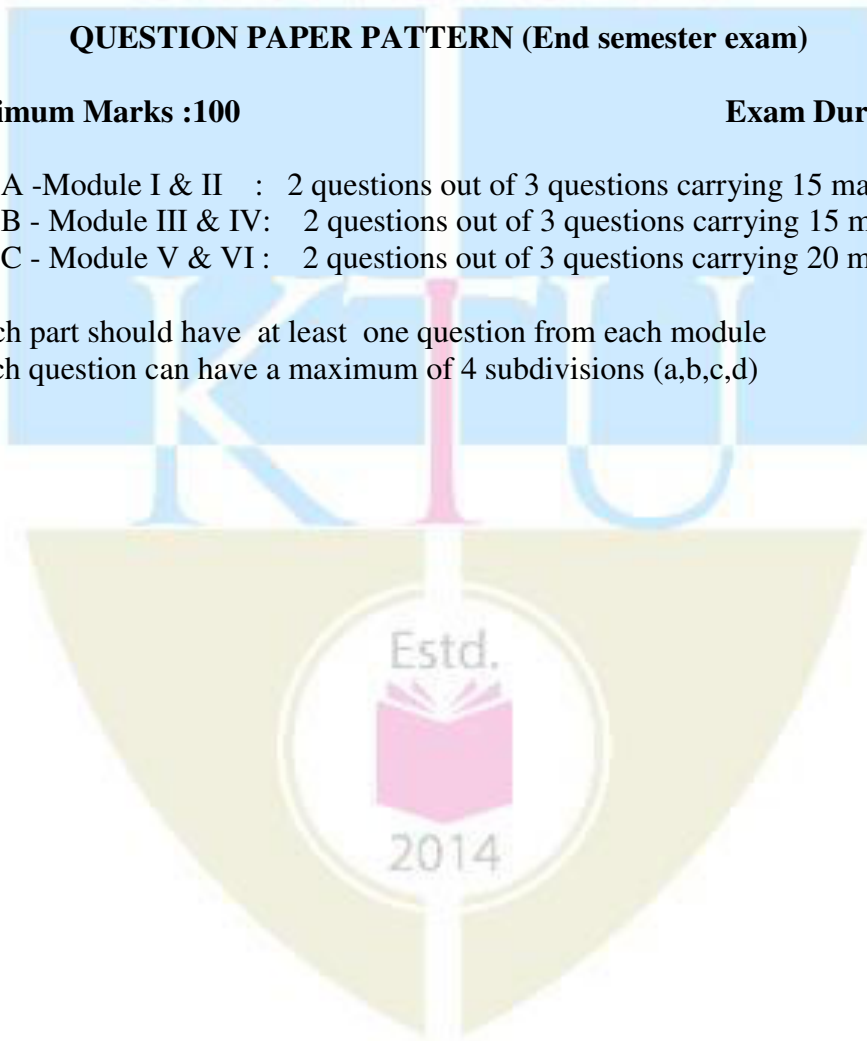 QUESTION PAPER PATTERN (End semester exam)
imum Marks :100 Exam Dur
A -Module I & II : 2 questions out of 3 questions carrying 15 ma
B - Module III & IV: 2 questions out of 3 questions carrying 15 m
C - Module V & VI : 2 questions out of 3 questions carrying 20 m
ch part should have at least one question from each module
ch question can have a maximum of 4 subdivisions (a,b,c,d)
KTU
Estd.
2014